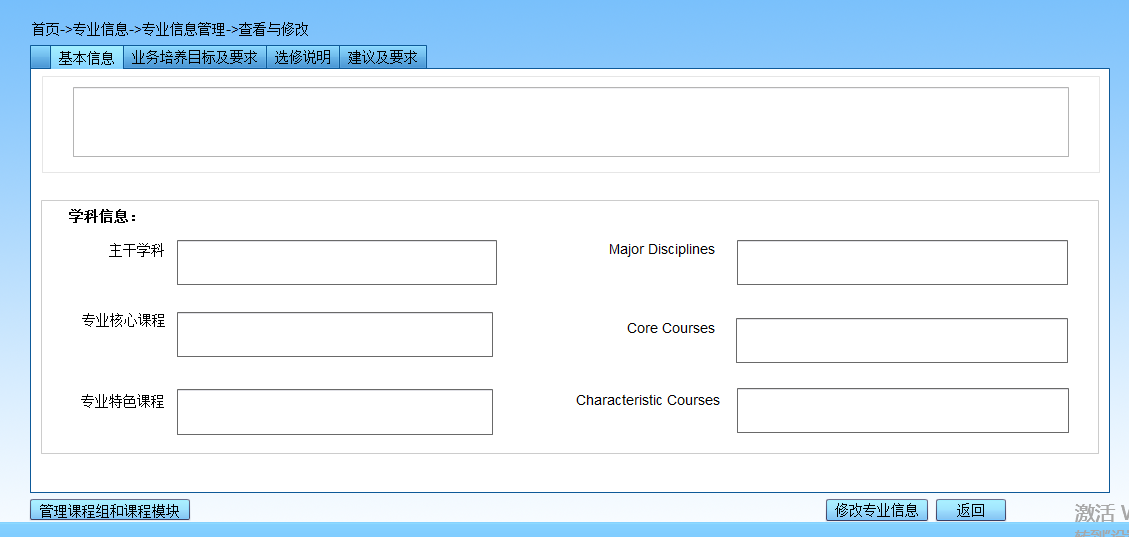 首页->专业信息->专业信息管理->查看与修改
基本信息 业务培养目标及要求 选修说明 建议及要求
学科信息：
主干学科 Major Disciplines
专业核心课程 Core Courses
专业特色课程 Characteristic Courses
管理课程组和课程模块 修改专业信息 返回
激活